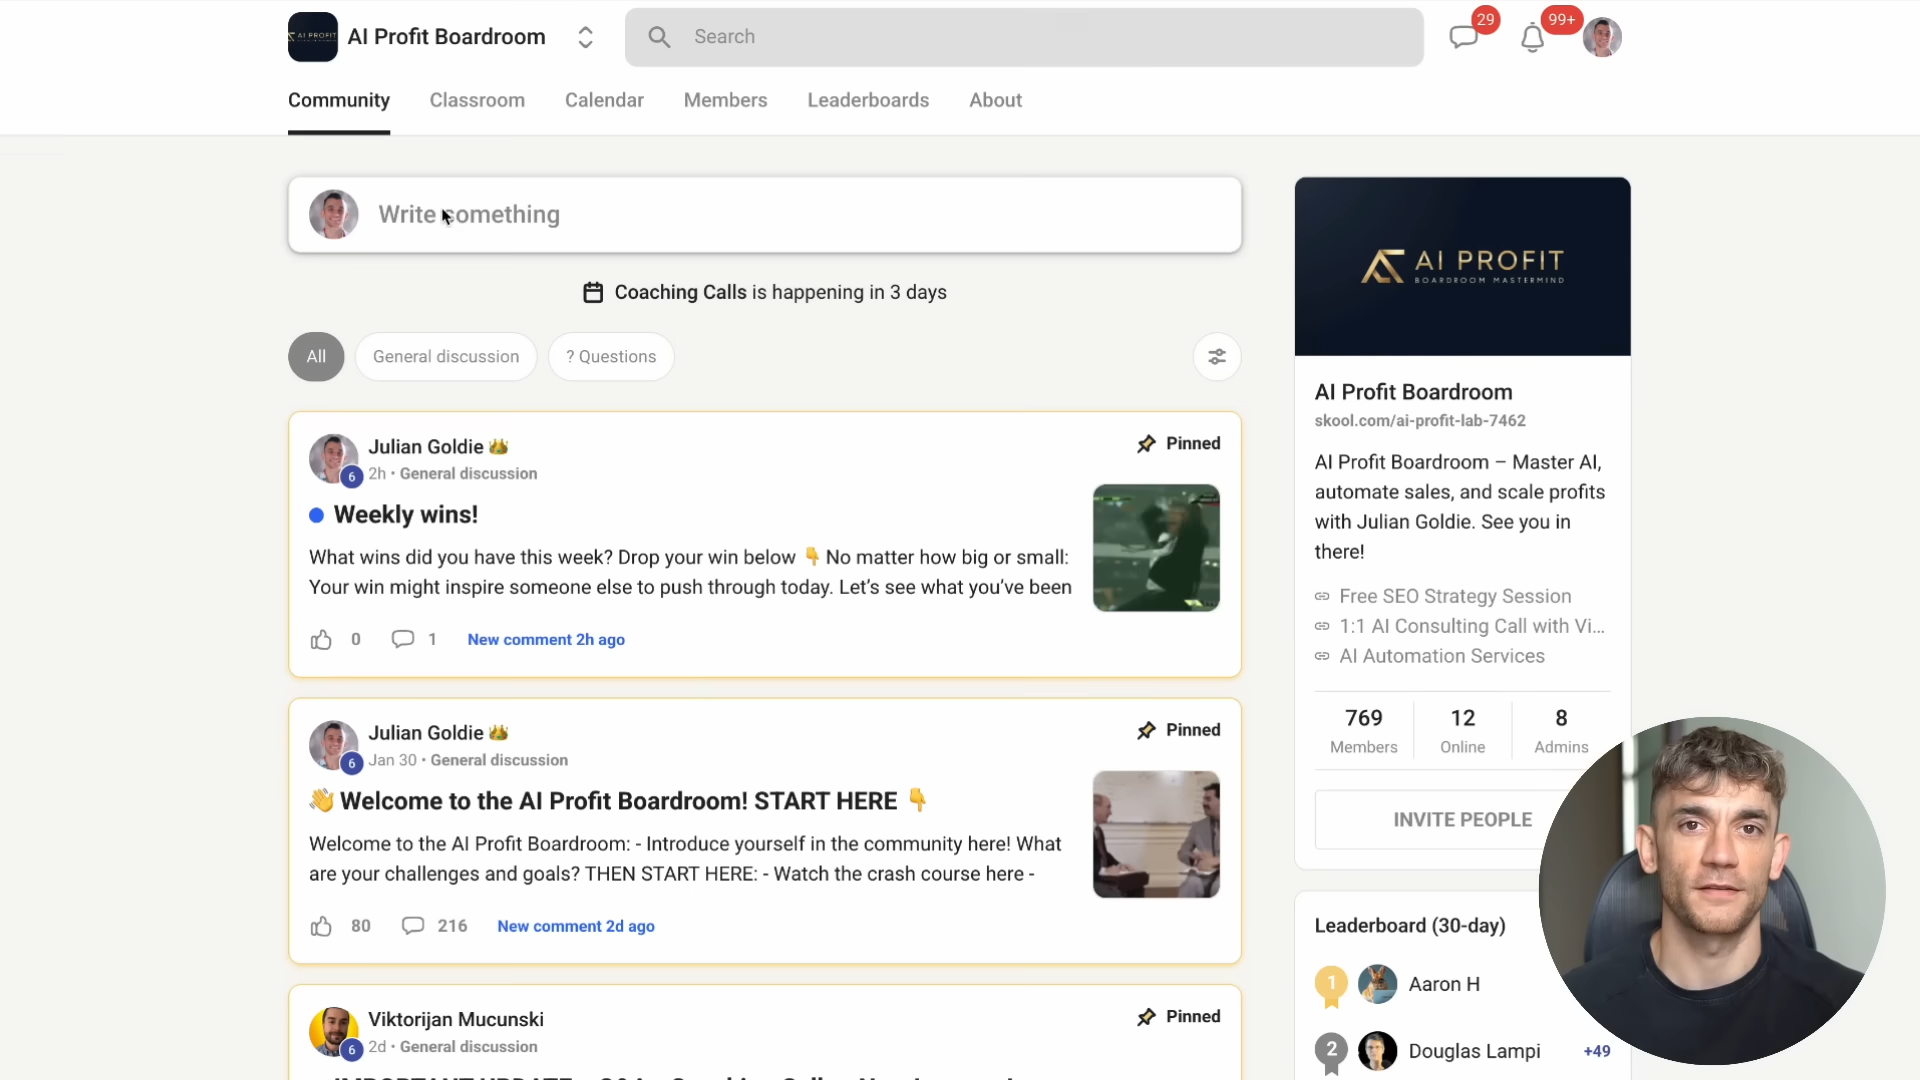 AI PROFIT
AI Profit Boardroom
Search
29
99+
Community
Classroom
Calendar
Members
Leaderboards
About
Write something
Coaching Calls is happening in 3 days
All
General discussion
? Questions
Julian Goldie
Pinned
6
2h • General discussion
Weekly wins!
What wins did you have this week? Drop your win below 👇 No matter how big or small:
Your win might inspire someone else to push through today. Let's see what you've been
0
1
New comment 2h ago
Julian Goldie
Pinned
6
Jan 30 • General discussion
👋 Welcome to the AI Profit Boardroom! START HERE 👇
Welcome to the AI Profit Boardroom: - Introduce yourself in the community here! What
are your challenges and goals? THEN START HERE: - Watch the crash course here -
80
216
New comment 2d ago
Viktorijan Mucunski
Pinned
6
2d • General discussion
AI PROFIT
BOARDROOM MASTERMIND
AI Profit Boardroom
skool.com/ai-profit-lab-7462
AI Profit Boardroom – Master AI,
automate sales, and scale profits
with Julian Goldie. See you in
there!
Free SEO Strategy Session
1:1 AI Consulting Call with Vi...
AI Automation Services
769
Members
12
Online
8
Admins
INVITE PEOPLE
Leaderboard (30-day)
1
Aaron H
2
Douglas Lampi
+49